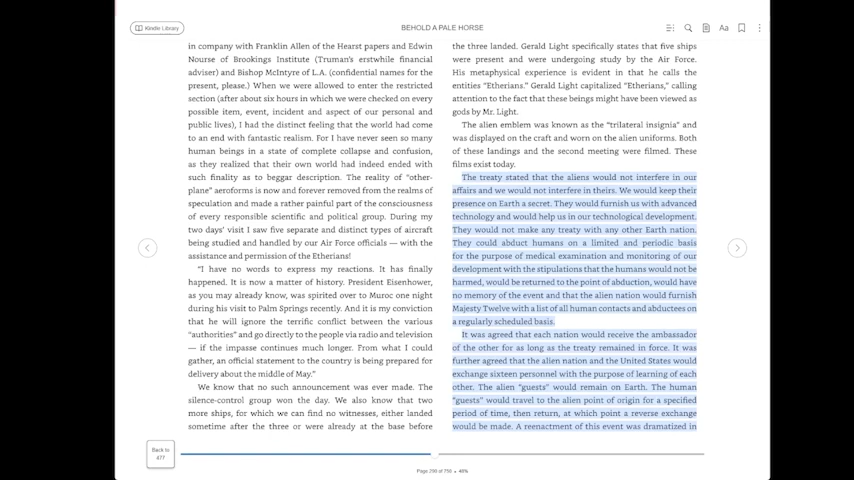 Kindle Library
BEHOLD A PALE HORSE
Aa
in company with Franklin Allen of the Hearst papers and Edwin
Nourse of Brookings Institute (Truman's erstwhile financial
adviser) and Bishop McIntyre of L.A. (confidential names for the
present, please.) When we were allowed to enter the restricted
section (after about six hours in which we were checked on every
possible item, event, incident and aspect of our personal and
public lives), I had the distinct feeling that the world had come
to an end with fantastic realism. For I have never seen so many
human beings in a state of complete collapse and confusion,
as they realized that their own world had indeed ended with
such finality as to beggar description. The reality of "other-
plane" aeroforms is now and forever removed from the realms of
speculation and made a rather painful part of the consciousness
of every responsible scientific and political group. During my
two days' visit I saw five separate and distinct types of aircraft
being studied and handled by our Air Force officials — with the
assistance and permission of the Etherians!
"I have no words to express my reactions. It has finally
happened. It is now a matter of history. President Eisenhower,
as you may already know, was spirited over to Muroc one night
during his visit to Palm Springs recently. And it is my conviction
that he will ignore the terrific conflict between the various
"authorities" and go directly to the people via radio and television
— if the impasse continues much longer. From what I could
gather, an official statement to the country is being prepared for
delivery about the middle of May."
We know that no such announcement was ever made. The
silence-control group won the day. We also know that two
more ships, for which we can find no witnesses, either landed
sometime after the three or were already at the base before
the three landed. Gerald Light specifically states that five ships
were present and were undergoing study by the Air Force.
His metaphysical experience is evident in that he calls the
entities "Etherians." Gerald Light capitalized "Etherians," calling
attention to the fact that these beings might have been viewed as
gods by Mr. Light.
The alien emblem was known as the "trilateral insignia" and
was displayed on the craft and worn on the alien uniforms. Both
of these landings and the second meeting were filmed. These
films exist today.
The treaty stated that the aliens would not interfere in our
affairs and we would not interfere in theirs. We would keep their
presence on Earth a secret. They would furnish us with advanced
technology and would help us in our technological development.
They would not make any treaty with any other Earth nation.
They could abduct humans on a limited and periodic basis
for the purpose of medical examination and monitoring of our
development with the stipulations that the humans would not be
harmed, would be returned to the point of abduction, would have
no memory of the event and that the alien nation would furnish
Majesty Twelve with a list of all human contacts and abductees on
a regularly scheduled basis.
It was agreed that each nation would receive the ambassador
of the other for as long as the treaty remained in force. It was
further agreed that the alien nation and the United States would
exchange sixteen personnel with the purpose of learning of each
other. The alien "guests" would remain on Earth. The human
"guests" would travel to the alien point of origin for a specified
period of time, then return, at which point a reverse exchange
would be made. A reenactment of this event was dramatized in
Back to
477
Page 290 of 750 • 48%